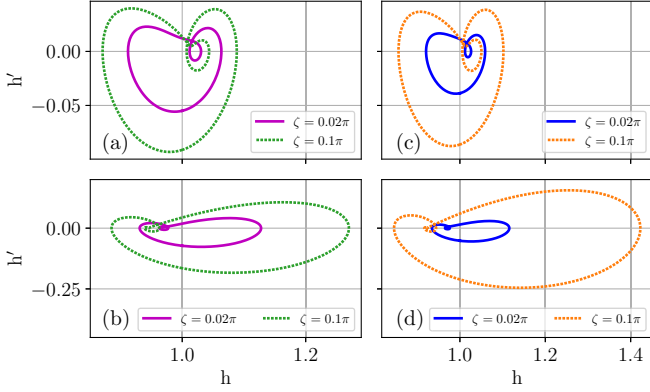 h′
0.00
−0.05
(a)
ζ = 0.02π
ζ = 0.1π
(c)
ζ = 0.02π
ζ = 0.1π
h′
0.00
−0.25
(b)
ζ = 0.02π ζ = 0.1π
(d)
ζ = 0.02π ζ = 0.1π
1.0 1.2
1.0 1.2 1.4
h
h